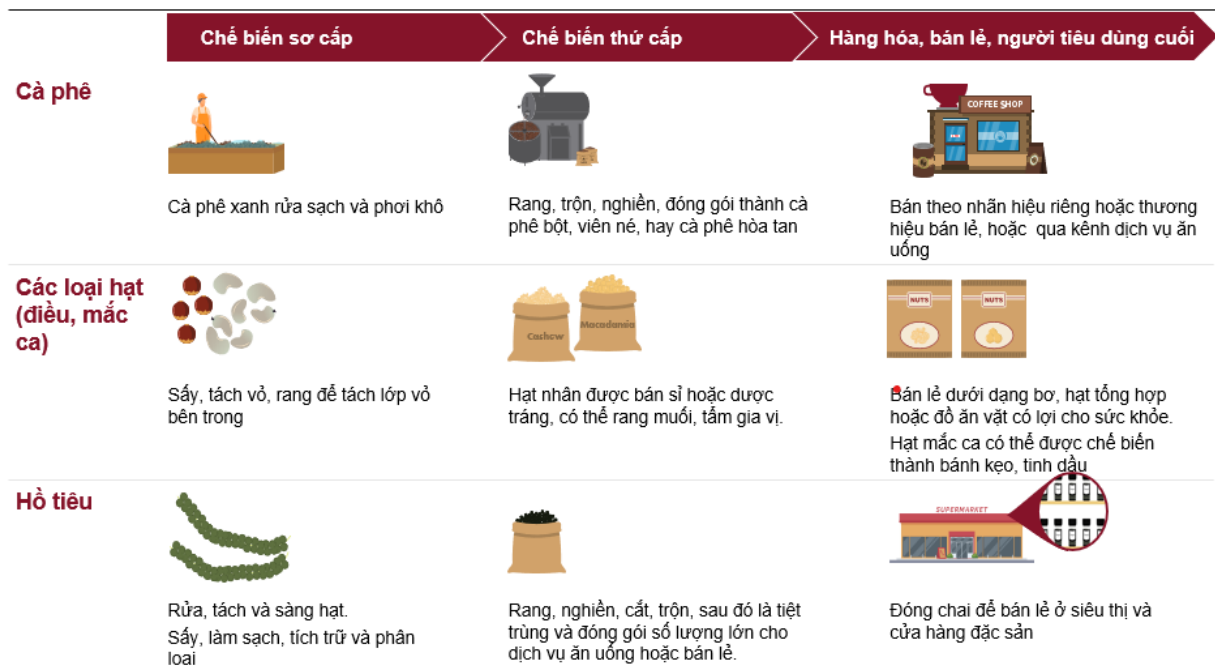 Chế biến sơ cấp
Chế biến thứ cấp
Hàng hóa, bán lẻ, người tiêu dùng cuối
Cà phê
COFFEE SHOP
Cà phê xanh rửa sạch và phơi khô
Rang, trộn, nghiền, đóng gói thành cà
phê bột, viên né, hay cà phê hòa tan
Bán theo nhãn hiệu riêng hoặc thương
hiệu bán lẻ, hoặc qua kênh dịch vụ ăn
uống
Các loại hạt
(điều, mắc
ca)
Cashew
Macadamia
NUTS
NUTS
Sấy, tách vỏ, rang để tách lớp vỏ
bên trong
Hạt nhân được bán sỉ hoặc dược
tráng, có thể rang muối, tẩm gia vị.
Bán lẻ dưới dạng bơ, hạt tổng hợp
hoặc đồ ăn vặt có lợi cho sức khỏe.
Hạt mắc ca có thể được chế biến
thành bánh kẹo, tinh dầu
Hồ tiêu
SUPERMARKET
Rửa, tách và sàng hạt.
Sấy, làm sạch, tích trữ và phân
loại
Rang, nghiền, cắt, trộn, sau đó là tiệt
trùng và đóng gói số lượng lớn cho
dịch vụ ăn uống hoặc bán lẻ.
Đóng chai để bán lẻ ở siêu thị và
cửa hàng đặc sản